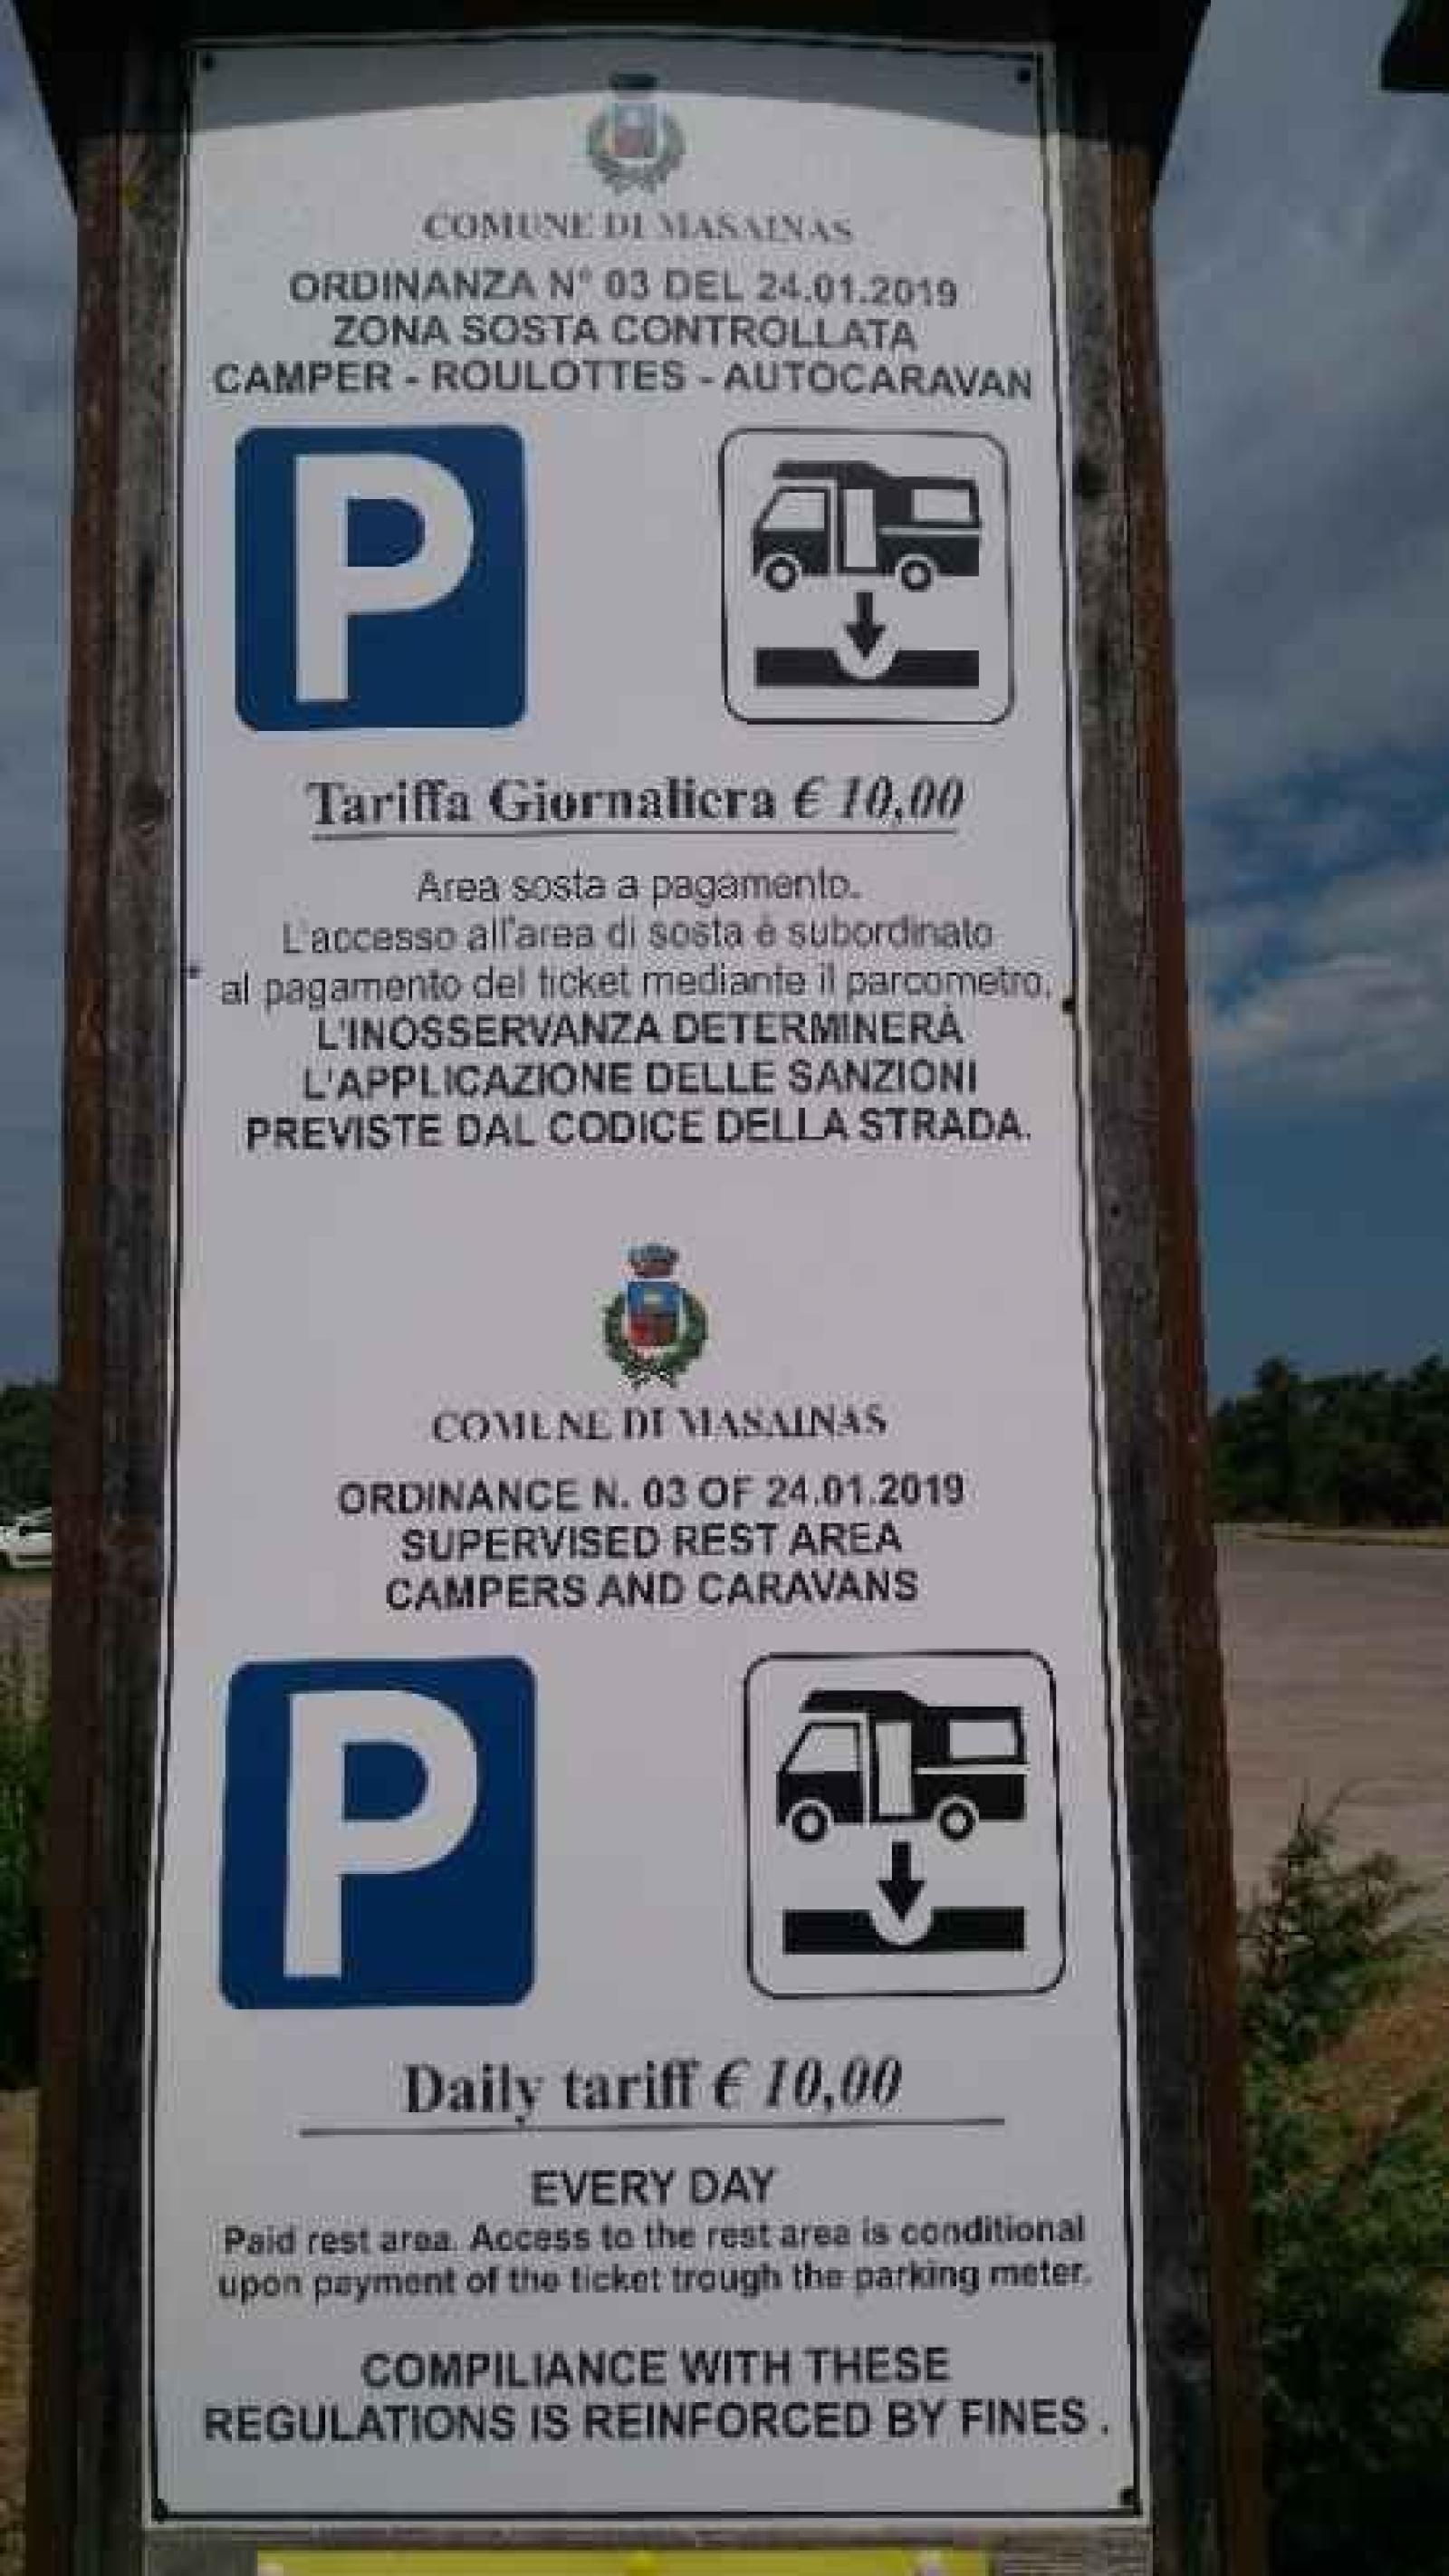 COMUNE DI MASAINAS
ORDINANZA N° 03 DEL 24.01.2019
ZONA SOSTA CONTROLLATA
CAMPER - ROULOTTES - AUTOCARAVAN
P
Tariffa Giornaliera € 10,00
Area sosta a pagamento.
L'accesso all'area di sosta è subordinato
al pagamento del ticket mediante il parcometro.
L'INOSSERVANZA DETERMINERÀ
L'APPLICAZIONE DELLE SANZIONI
PREVISTE DAL CODICE DELLA STRADA.
COMUNE DI MASAINAS
ORDINANCE N. 03 OF 24.01.2019
SUPERVISED REST AREA
CAMPERS AND CARAVANS
P
Daily tariff € 10,00
EVERY DAY
Paid rest area. Access to the rest area is conditional
upon payment of the ticket trough the parking meter.
COMPILIANCE WITH THESE
REGULATIONS IS REINFORCED BY FINES .